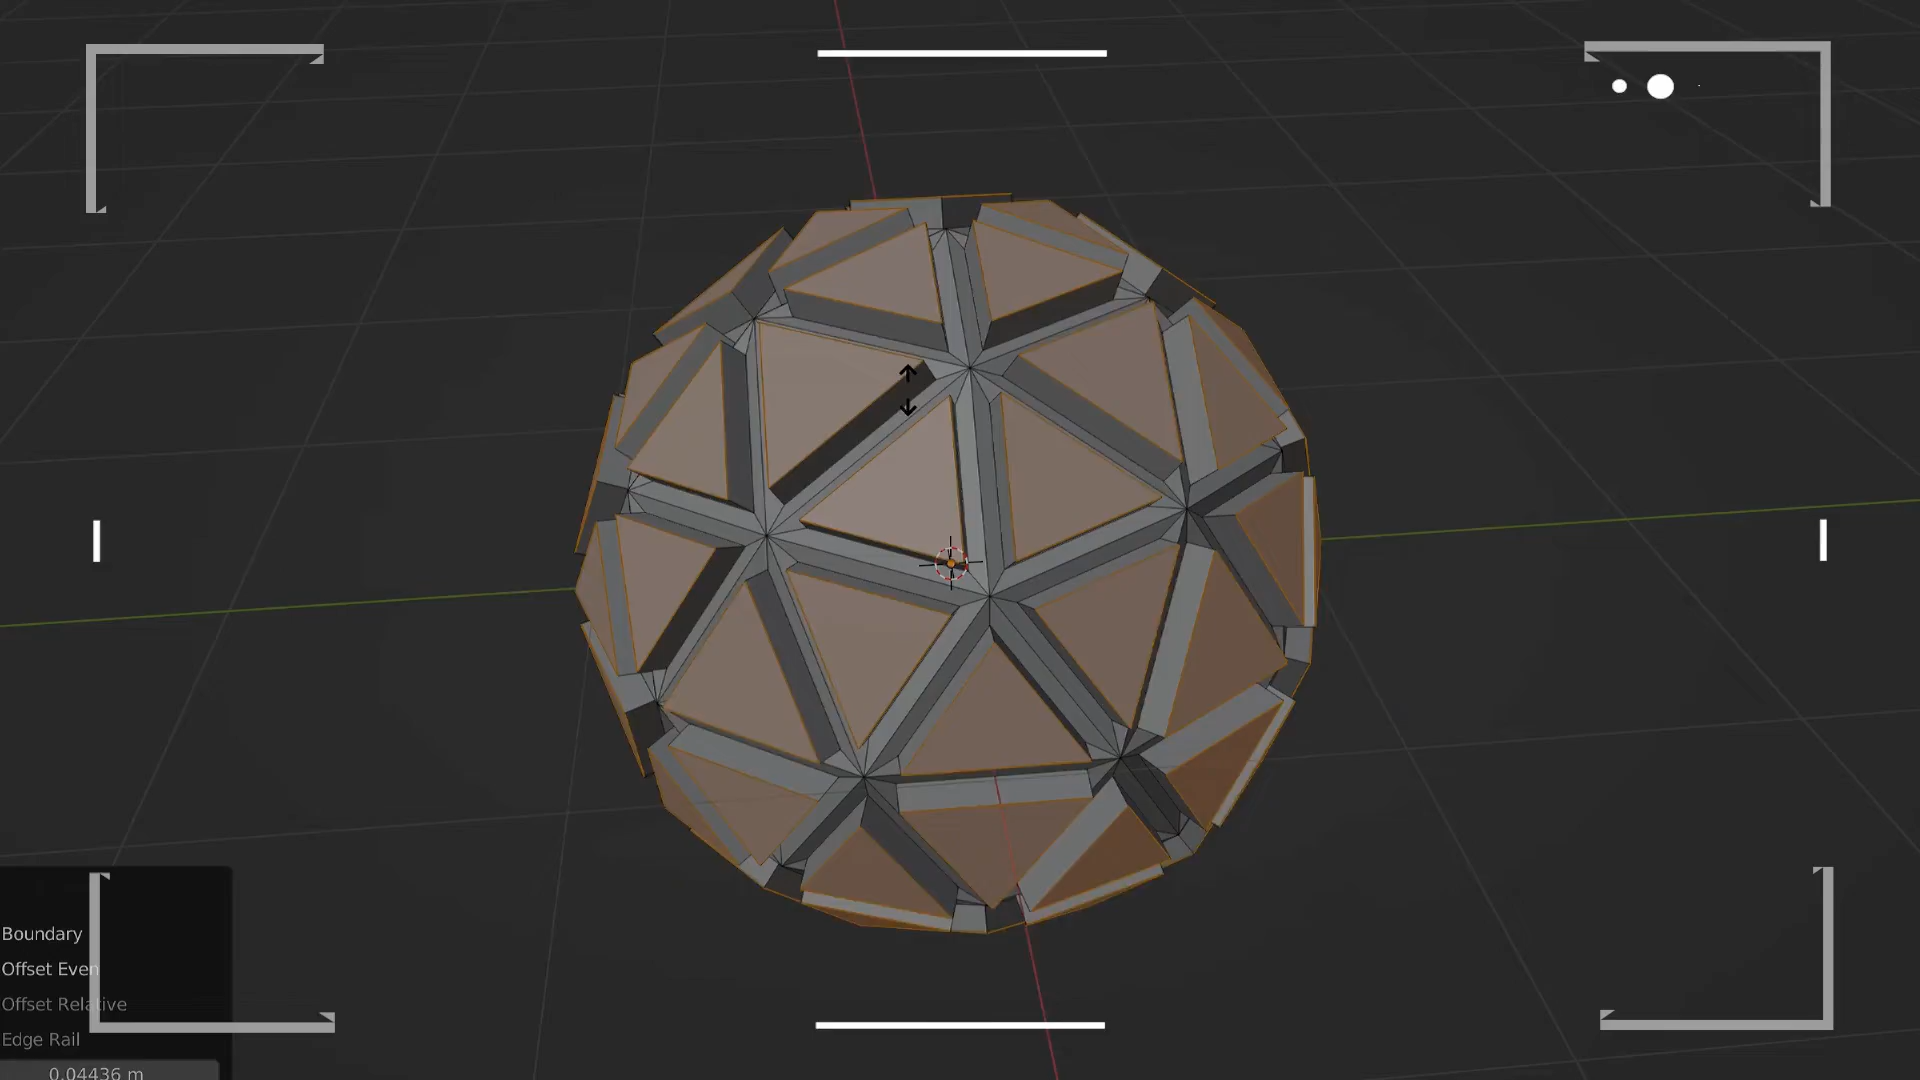 Boundary
Offset Even
Offset Relative
Edge Rail
0.04436 m